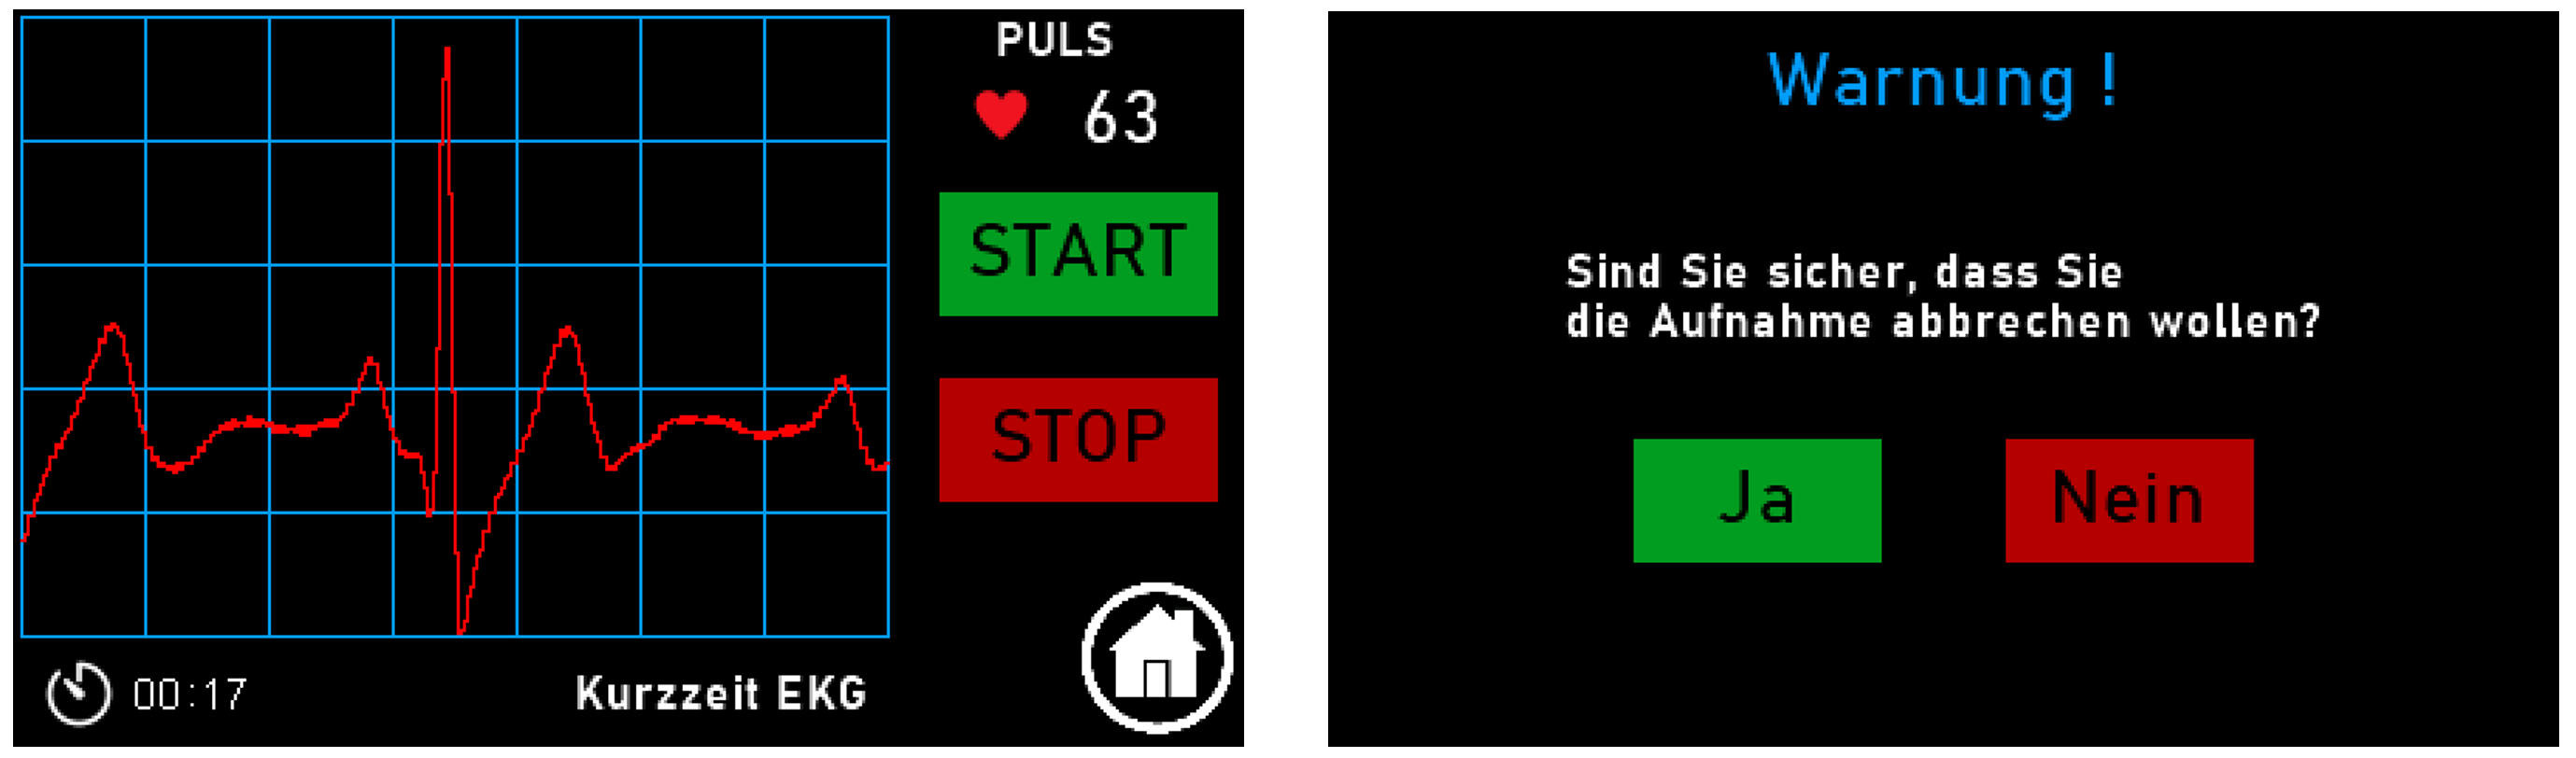 PULS
63
START
STOP
00:17
Kurzzeit EKG
Warnung !
Sind Sie sicher, dass Sie
die Aufnahme abbrechen wollen?
Ja
Nein